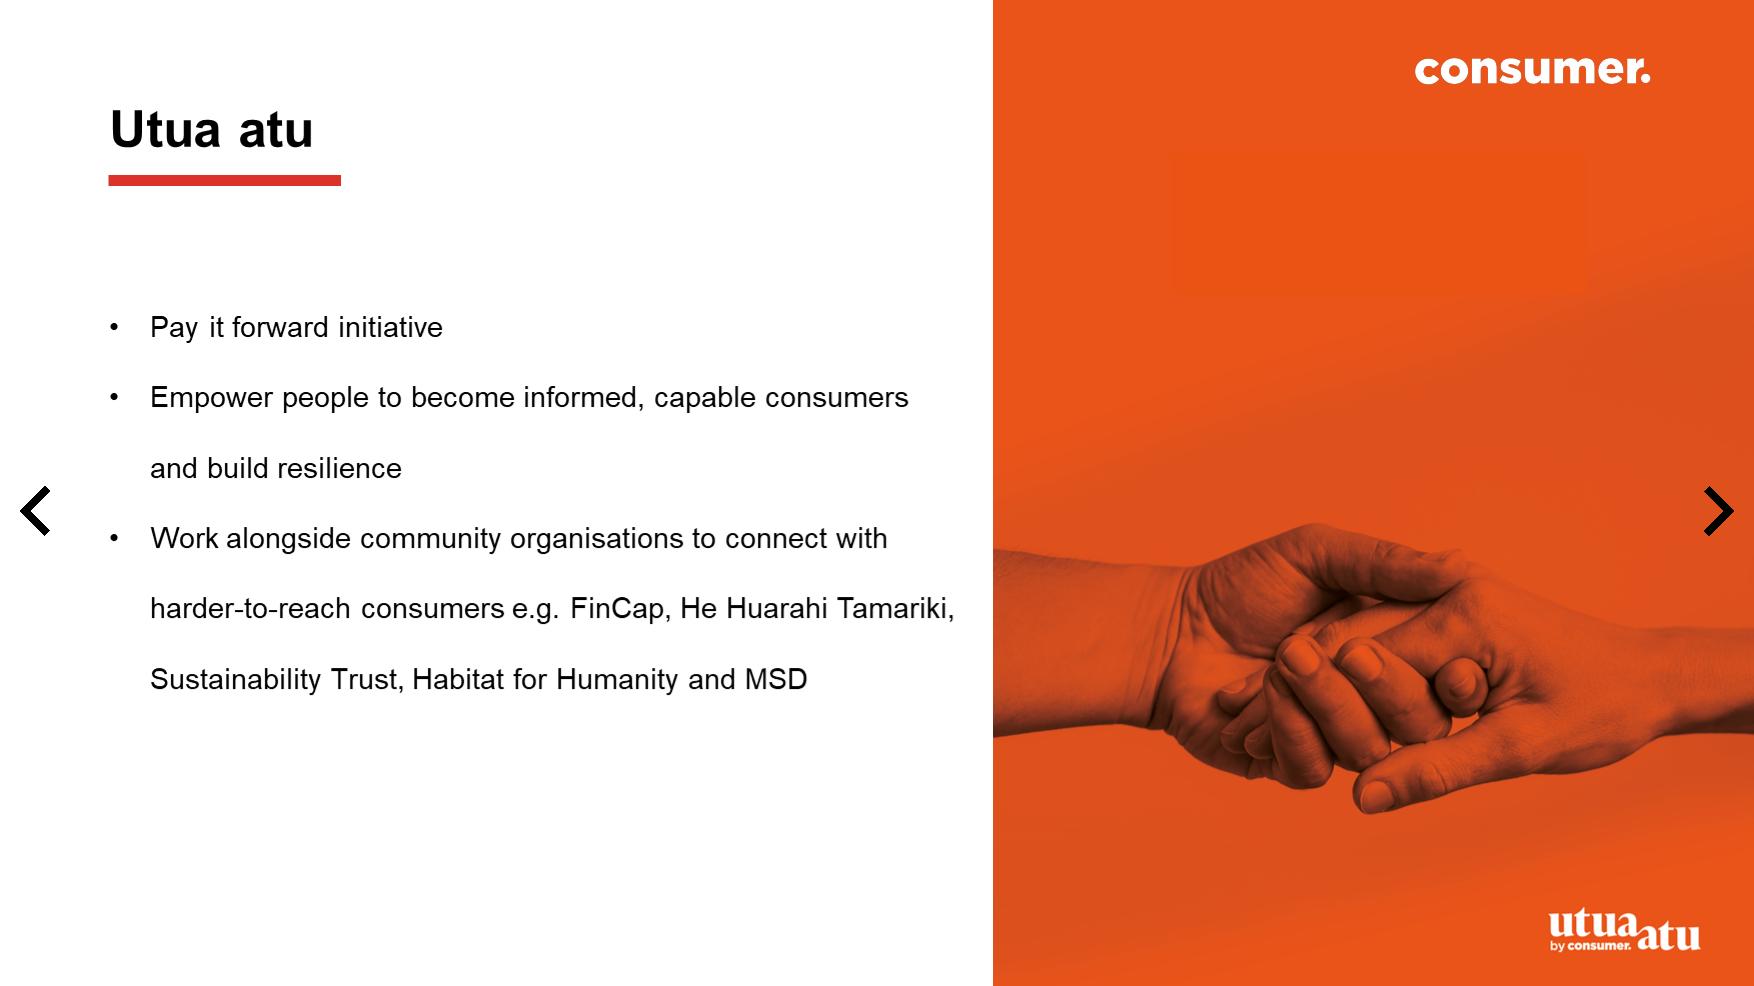 consumer.
Utua atu
• Pay it forward initiative
• Empower people to become informed, capable consumers
and build resilience
• Work alongside community organisations to connect with
harder-to-reach consumers e.g. FinCap, He Huarahi Tamariki,
Sustainability Trust, Habitat for Humanity and MSD
utua atu
by consumer.